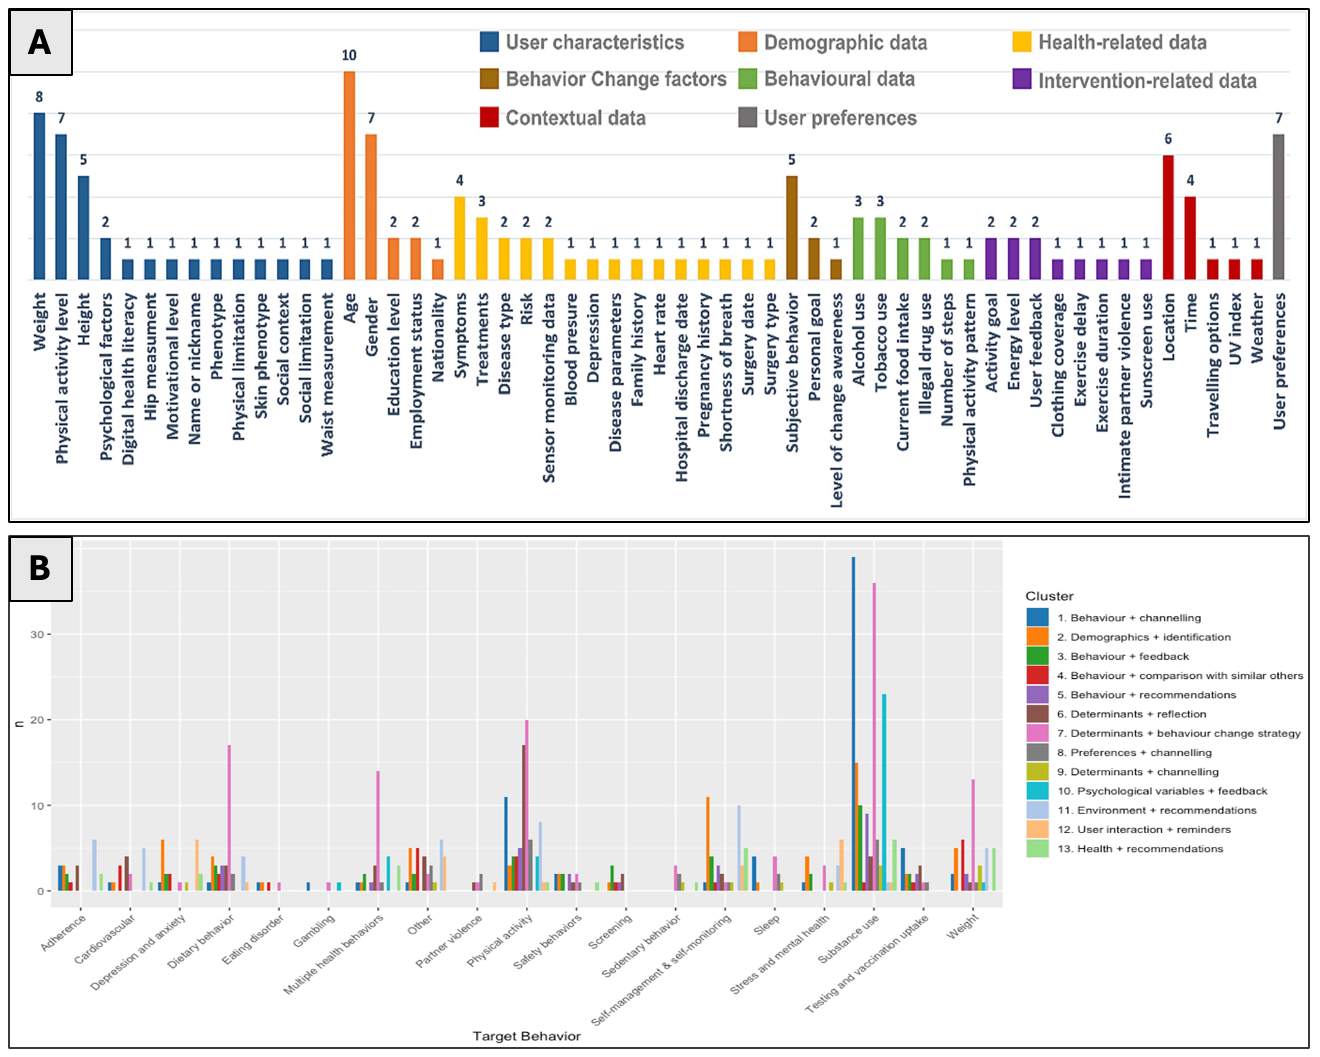 A
User characteristics
Demographic data
Health-related data
Behavior Change factors
Behavioural data
Intervention-related data
Contextual data
User preferences
8 7 5 2 1 1 1 1 1 1 1 1 1 1 10 7 2 2 1 4 3 2 2 2 1 1 1 1 1 1 1 1 1 1 5 2 1 3 3 2 2 1 1 2 2 2 1 1 1 1 1 6 4 1 1 1 7
Weight
Physical activity level
Height
Psychological factors
Digital health literacy
Hip measument
Motivational level
Name or nickname
Phenotype
Physical limitation
Skin phenotype
Social context
Social limitation
Waist measurement
Age
Gender
Education level
Employment status
Nationality
Symptoms
Treatments
Disease type
Risk
Sensor monitoring data
Blood presure
Depression
Disease parameters
Family history
Heart rate
Hospital discharge date
Pregnancy history
Shortness of breath
Surgery date
Surgery type
Subjective behavior
Personal goal
Level of change awareness
Alcohol use
Tobacco use
Current food intake
Illegal drug use
Number of steps
Physical activity pattern
Activity goal
Energy level
User feedback
Clothing coverage
Exercise delay
Exercise duration
Intimate partner violence
Sunscreen use
Location
Time
Travelling options
UV index
Weather
User preferences
B
n
30
20
10
0
Adherence
Cardiovascular
Depression and anxiety
Dietary behavior
Eating disorder
Gambling
Multiple health behaviors
Other
Partner violence
Physical activity
Safety behaviors
Screening
Sedentary behavior
Self-management & self-monitoring
Sleep
Stress and mental health
Substance use
Testing and vaccination uptake
Weight
Target Behavior
Cluster
1. Behaviour + channelling
2. Demographics + identification
3. Behaviour + feedback
4. Behaviour + comparison with similar others
5. Behaviour + recommendations
6. Determinants + reflection
7. Determinants + behaviour change strategy
8. Preferences + channelling
9. Determinants + channelling
10. Psychological variables + feedback
11. Environment + recommendations
12. User interaction + reminders
13. Health + recommendations